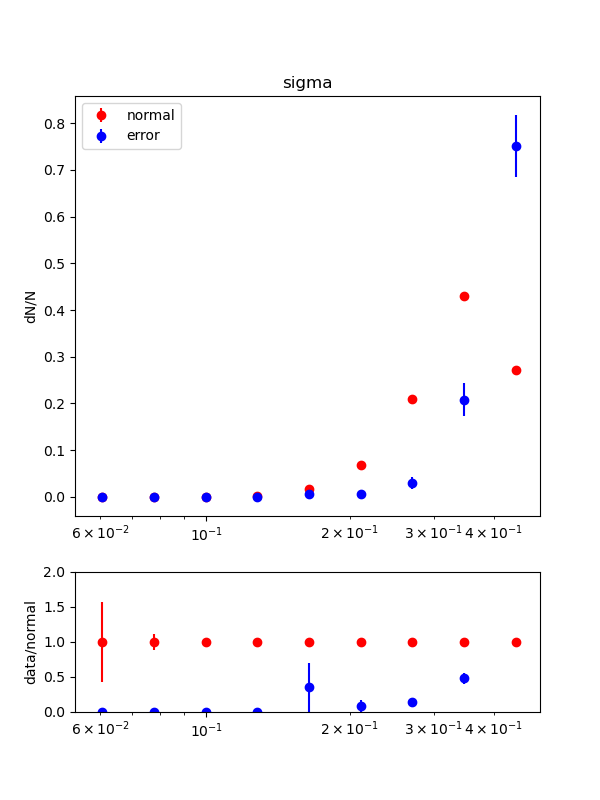 sigma
normal
error
dN/N
0.8
0.7
0.6
0.5
0.4
0.3
0.2
0.1
0.0
6 × 10⁻² 10⁻¹ 2 × 10⁻¹ 3 × 10⁻¹ 4 × 10⁻¹
data/normal
2.0
1.5
1.0
0.5
0.0
6 × 10⁻² 10⁻¹ 2 × 10⁻¹ 3 × 10⁻¹ 4 × 10⁻¹